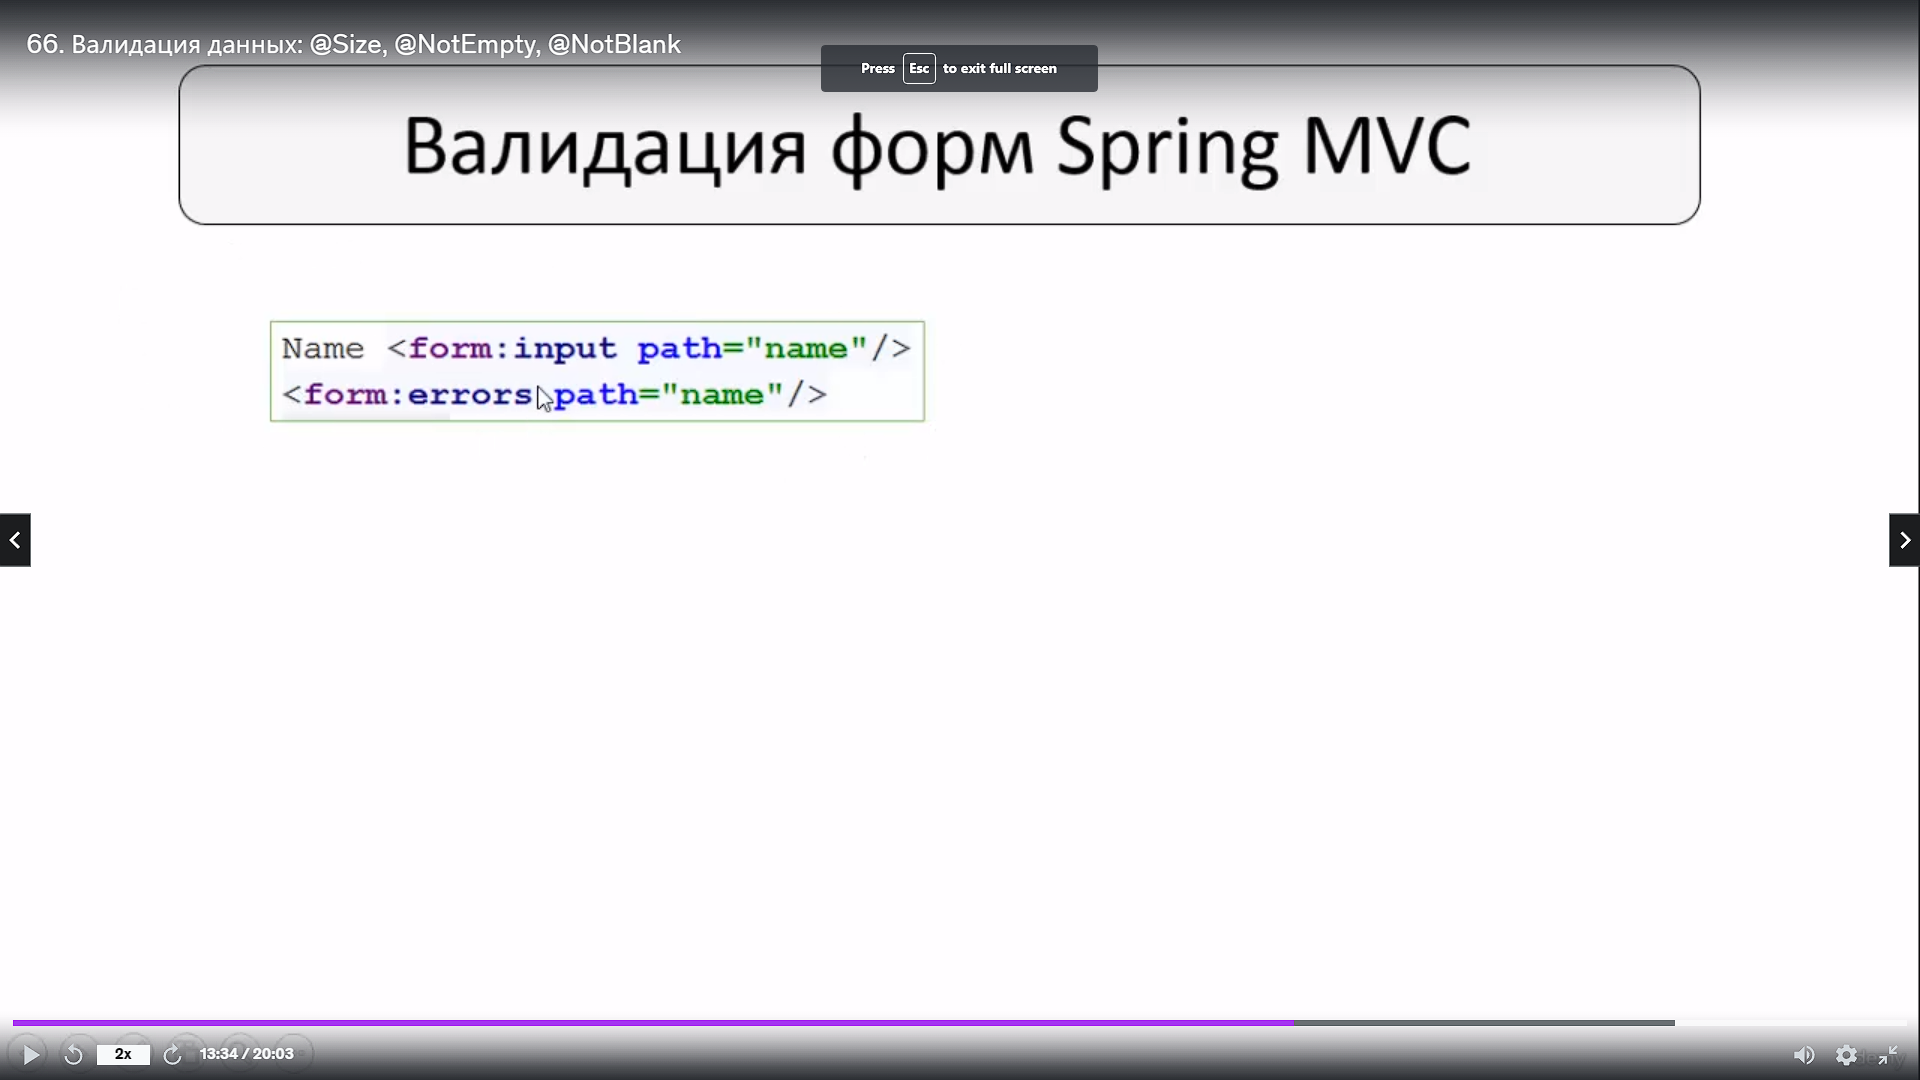 66. Валидация данных: @Size, @NotEmpty, @NotBlank
Press Esc to exit full screen
Валидация форм Spring MVC
Name <form:input path="name"/>
<form:errors path="name"/>
2x
13:34 / 20:03